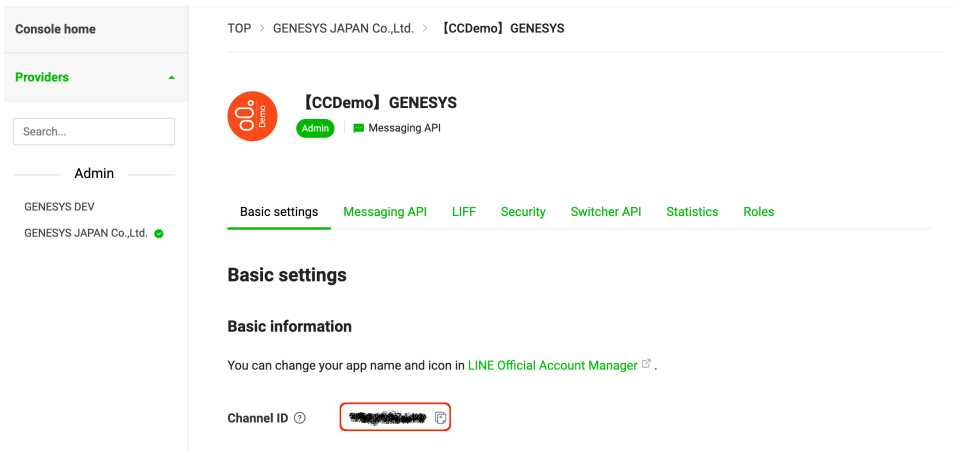 Console home
Providers
Search...
Admin
GENESYS DEV
GENESYS JAPAN Co.,Ltd.
TOP > GENESYS JAPAN Co.,Ltd. > 【CCDemo】GENESYS
Demo
【CCDemo】GENESYS
Admin Messaging API
Basic settings Messaging API LIFF Security Switcher API Statistics Roles
Basic settings
Basic information
You can change your app name and icon in LINE Official Account Manager .
Channel ID ?